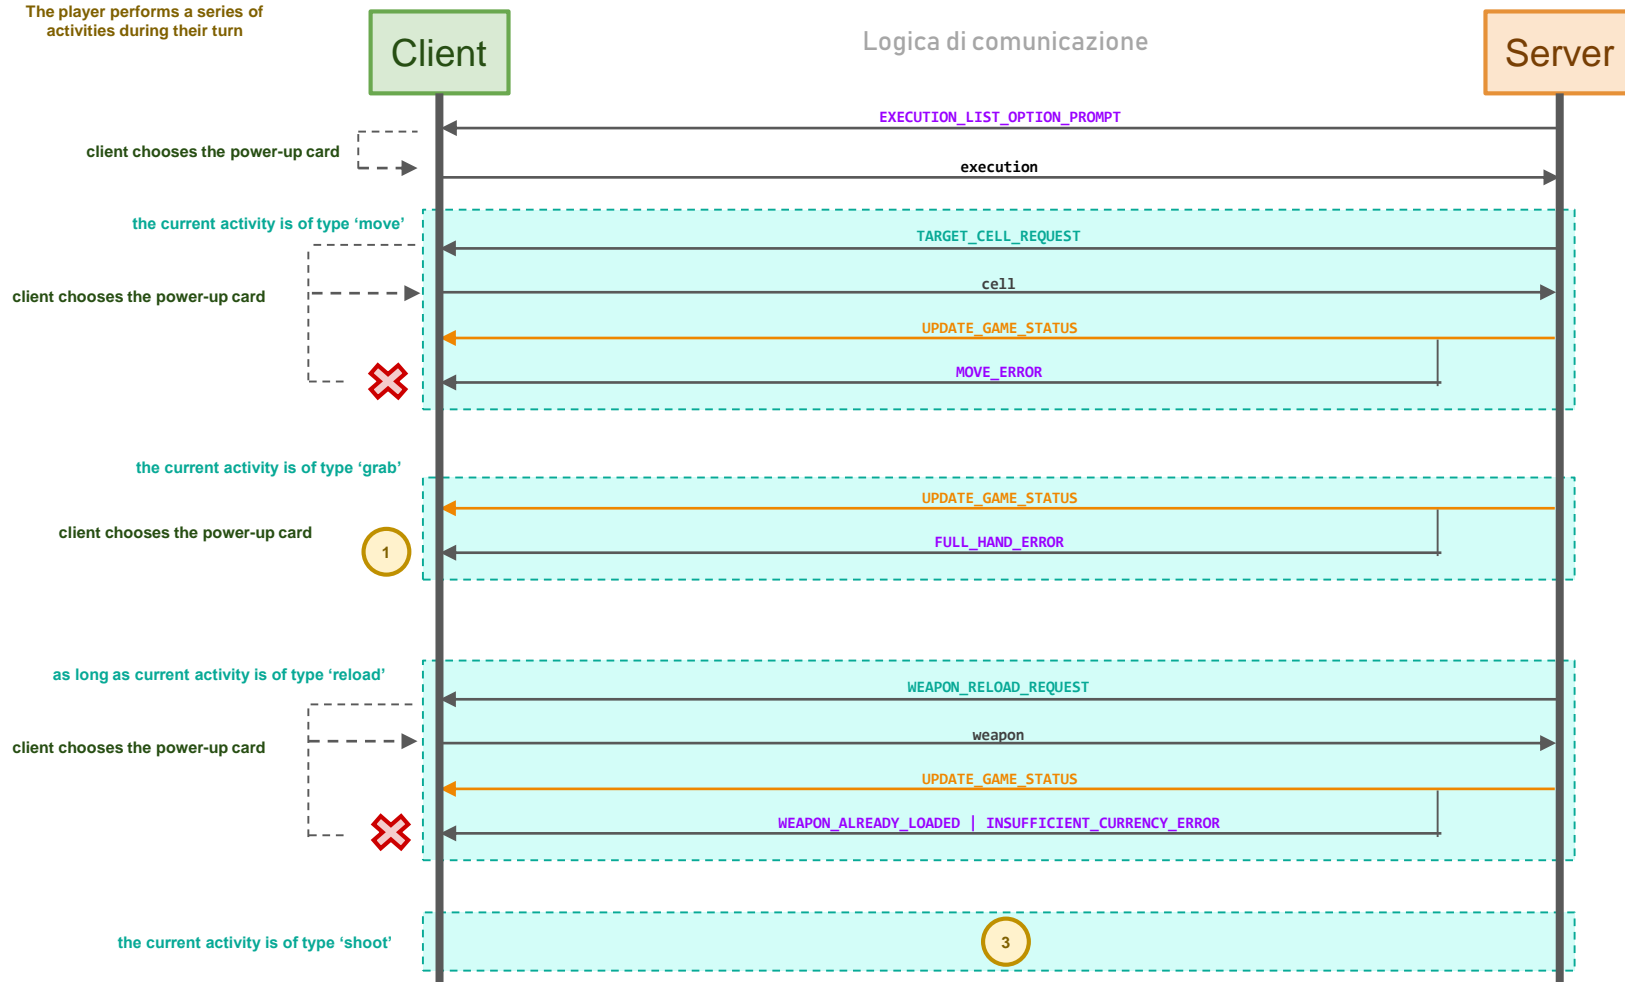 The player performs a series of
activities during their turn
Client
Logica di comunicazione
Server
EXECUTION_LIST_OPTION_PROMPT
client chooses the power-up card
execution
the current activity is of type ‘move’
TARGET_CELL_REQUEST
cell
client chooses the power-up card
UPDATE_GAME_STATUS
MOVE_ERROR
the current activity is of type ‘grab’
UPDATE_GAME_STATUS
client chooses the power-up card
FULL_HAND_ERROR
1
as long as current activity is of type ‘reload’
WEAPON_RELOAD_REQUEST
weapon
client chooses the power-up card
UPDATE_GAME_STATUS
WEAPON_ALREADY_LOADED | INSUFFICIENT_CURRENCY_ERROR
the current activity is of type ‘shoot’
3